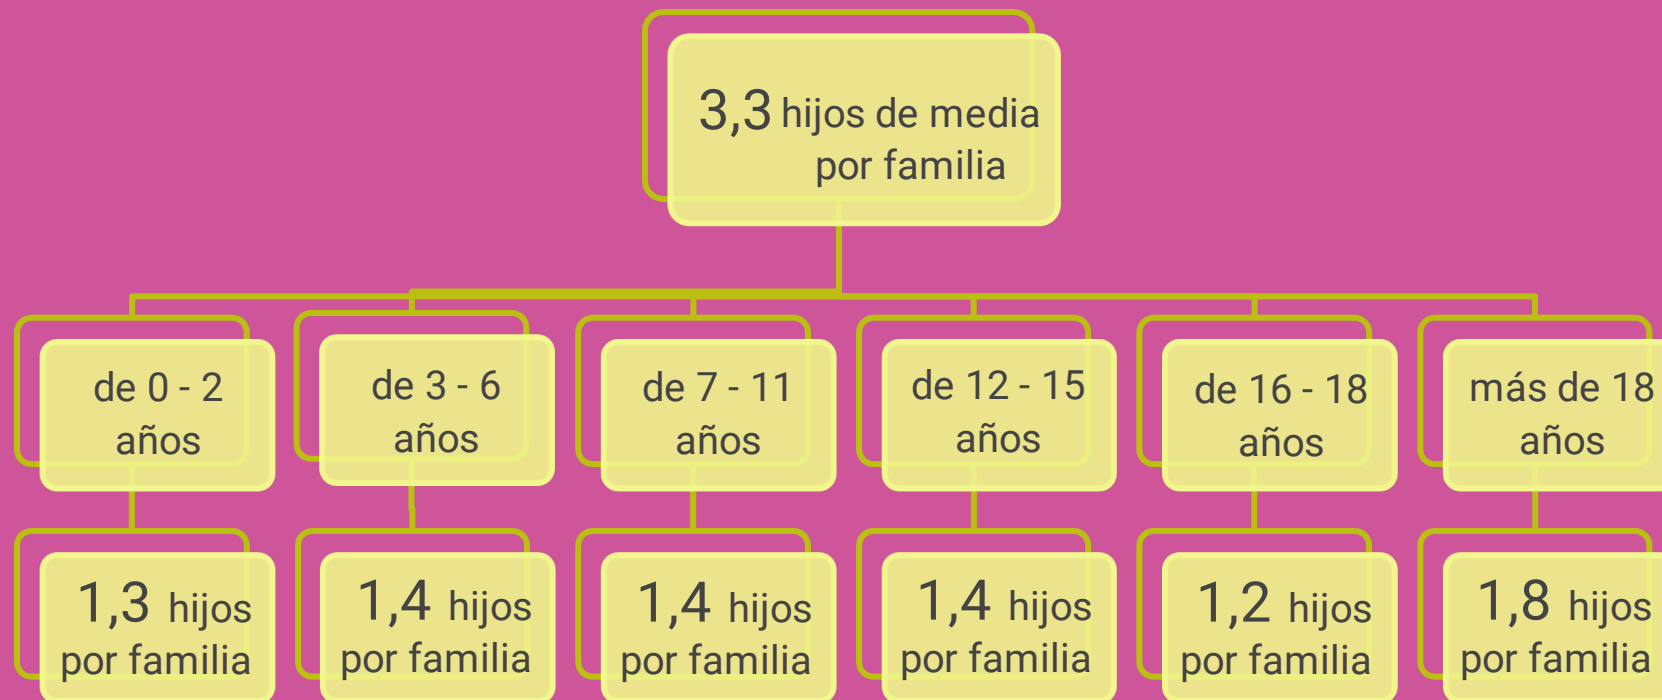 3,3 hijos de media
por familia
de 0 - 2
años
de 3 - 6
años
de 7 - 11
años
de 12 - 15
años
de 16 - 18
años
más de 18
años
1,3 hijos
por familia
1,4 hijos
por familia
1,4 hijos
por familia
1,4 hijos
por familia
1,2 hijos
por familia
1,8 hijos
por familia